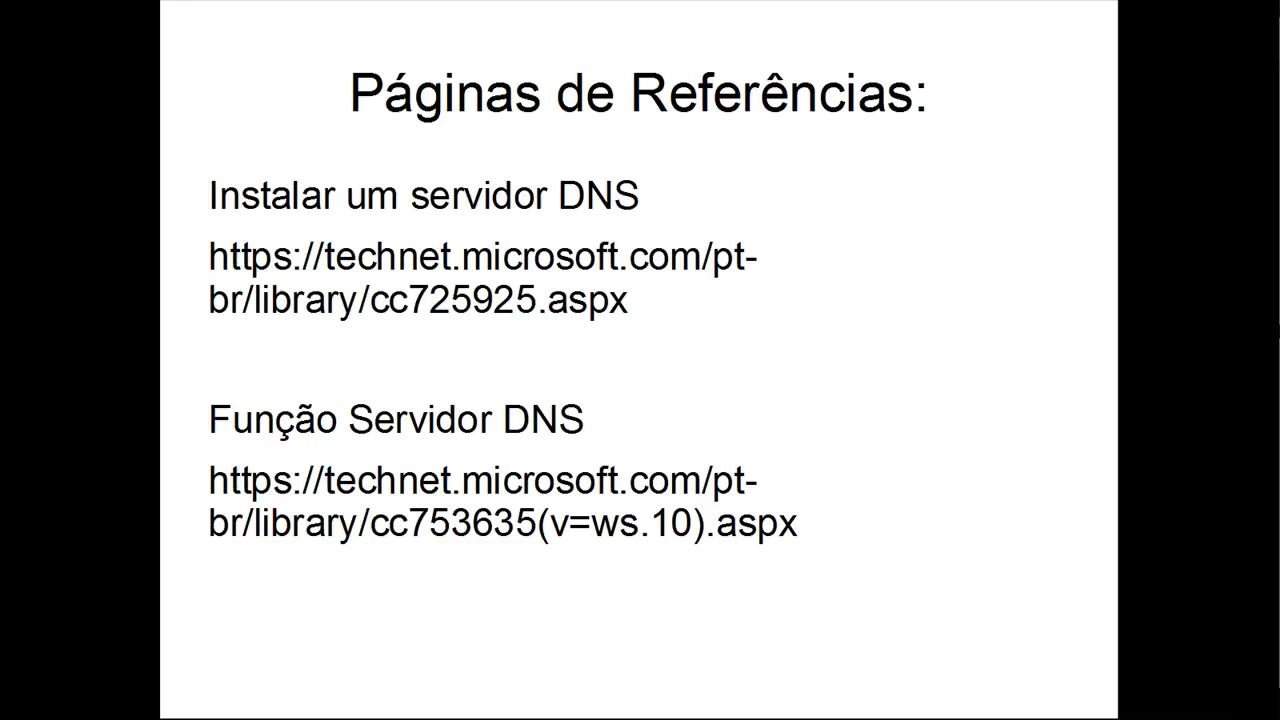 Páginas de Referências:
Instalar um servidor DNS
https://technet.microsoft.com/pt-
br/library/cc725925.aspx
Função Servidor DNS
https://technet.microsoft.com/pt-
br/library/cc753635(v=ws.10).aspx